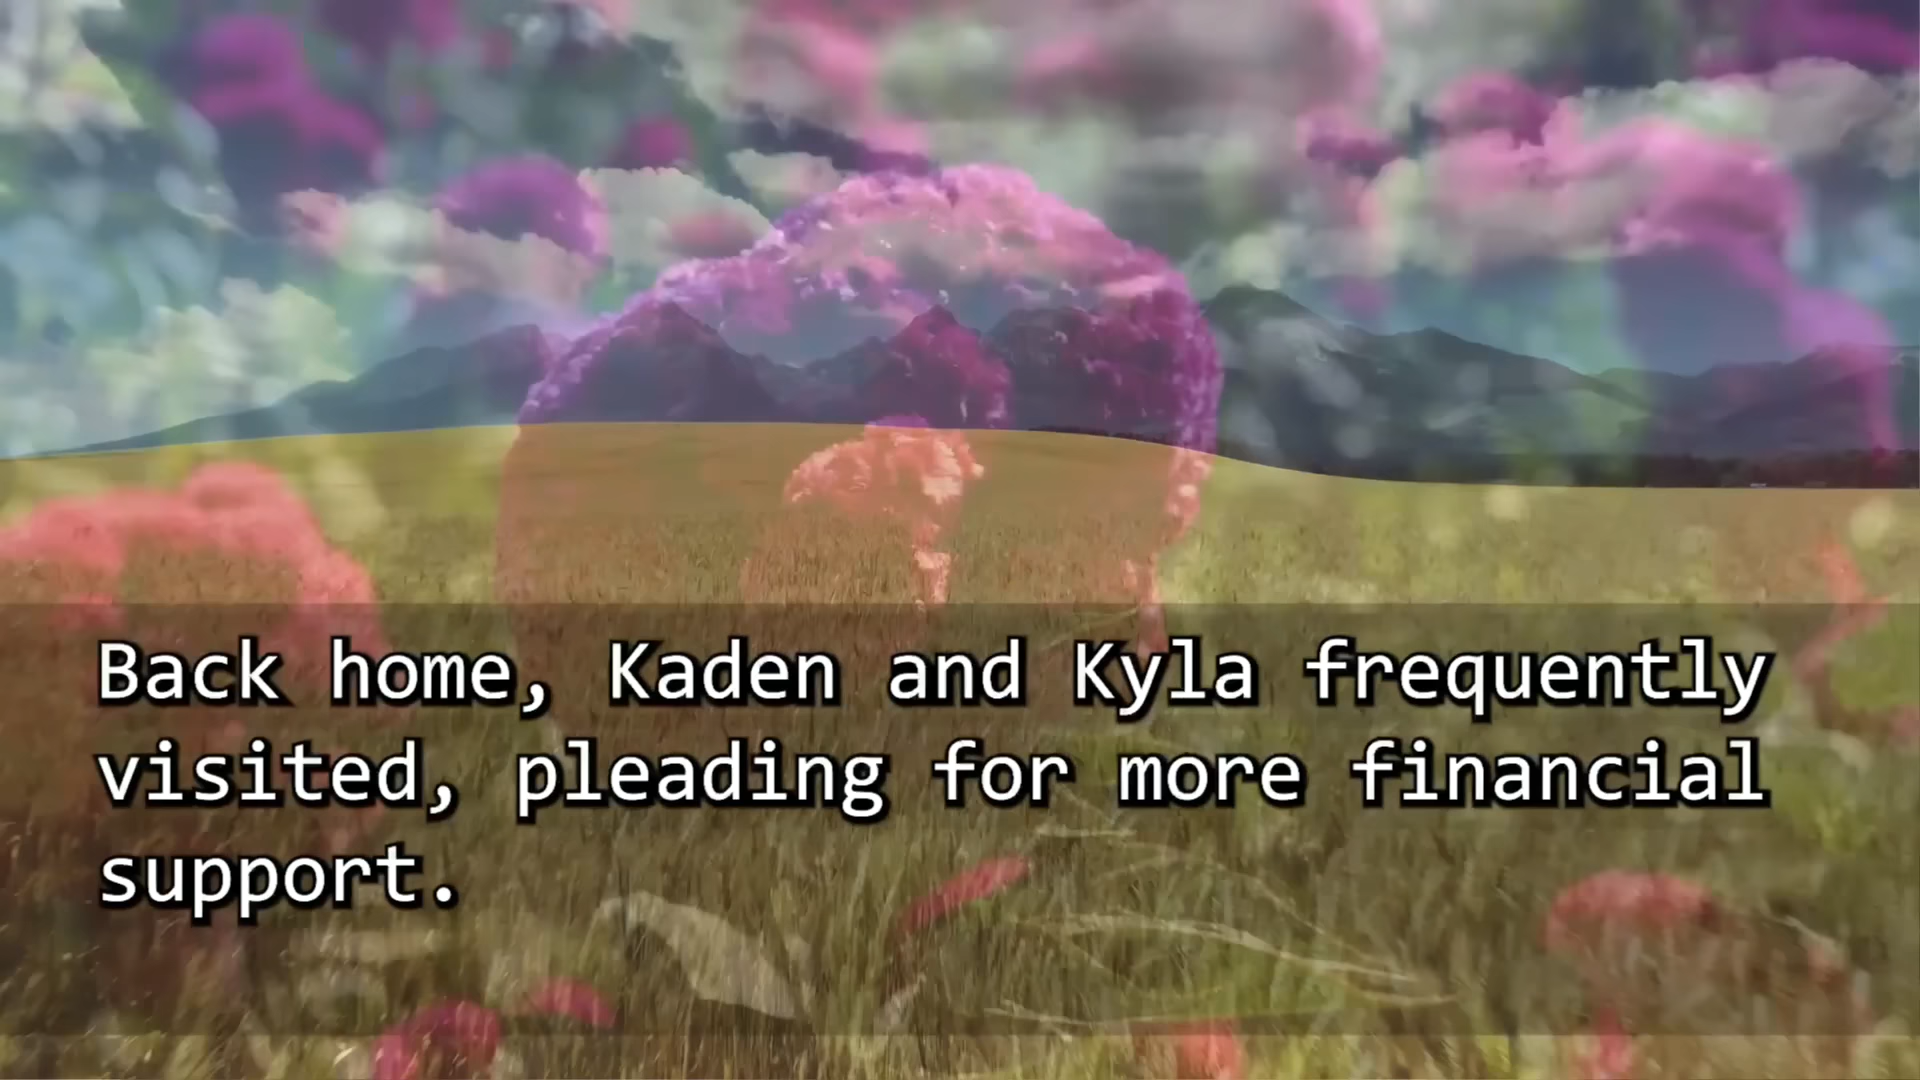 Back home, Kaden and Kyla frequently
visited, pleading for more financial
support.